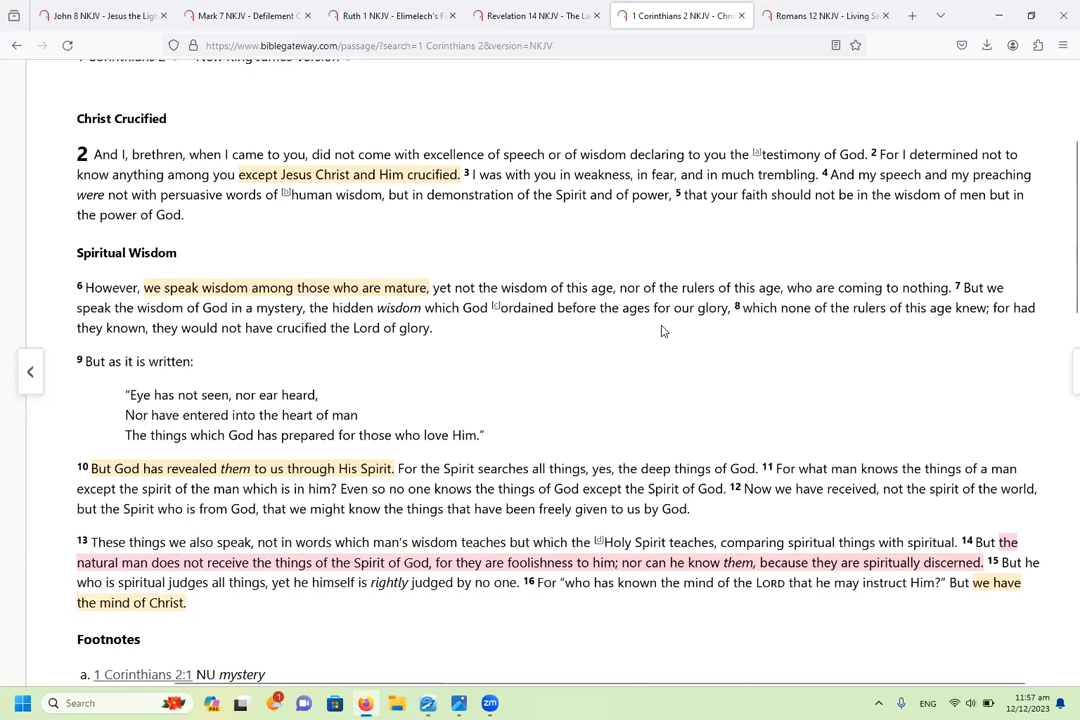 John 8 NKJV - Jesus the Lig
Mark 7 NKJV - Defilement C
Ruth 1 NKJV - Elimelech's F
Revelation 14 NKJV - The La
1 Corinthians 2 NKJV - Chri
Romans 12 NKJV - Living Sa
https://www.biblegateway.com/passage/?search=1 Corinthians 2&version=NKJV
Christ Crucified
2 And I, brethren, when I came to you, did not come with excellence of speech or of wisdom declaring to you the [a]testimony of God. 2 For I determined not to
know anything among you except Jesus Christ and Him crucified. 3 I was with you in weakness, in fear, and in much trembling. 4 And my speech and my preaching
were not with persuasive words of [b]human wisdom, but in demonstration of the Spirit and of power, 5 that your faith should not be in the wisdom of men but in
the power of God.
Spiritual Wisdom
6 However, we speak wisdom among those who are mature, yet not the wisdom of this age, nor of the rulers of this age, who are coming to nothing. 7 But we
speak the wisdom of God in a mystery, the hidden wisdom which God [c]ordained before the ages for our glory, 8 which none of the rulers of this age knew; for had
they known, they would not have crucified the Lord of glory.
9 But as it is written:
“Eye has not seen, nor ear heard,
Nor have entered into the heart of man
The things which God has prepared for those who love Him.”
10 But God has revealed them to us through His Spirit. For the Spirit searches all things, yes, the deep things of God. 11 For what man knows the things of a man
except the spirit of the man which is in him? Even so no one knows the things of God except the Spirit of God. 12 Now we have received, not the spirit of the world,
but the Spirit who is from God, that we might know the things that have been freely given to us by God.
13 These things we also speak, not in words which man's wisdom teaches but which the [d]Holy Spirit teaches, comparing spiritual things with spiritual. 14 But the
natural man does not receive the things of the Spirit of God, for they are foolishness to him; nor can he know them, because they are spiritually discerned. 15 But he
who is spiritual judges all things, yet he himself is rightly judged by no one. 16 For “who has known the mind of the LORD that he may instruct Him?” But we have
the mind of Christ.
Footnotes
a. 1 Corinthians 2:1 NU mystery
Search
1
zm
ENG
11:57 am
12/12/2023